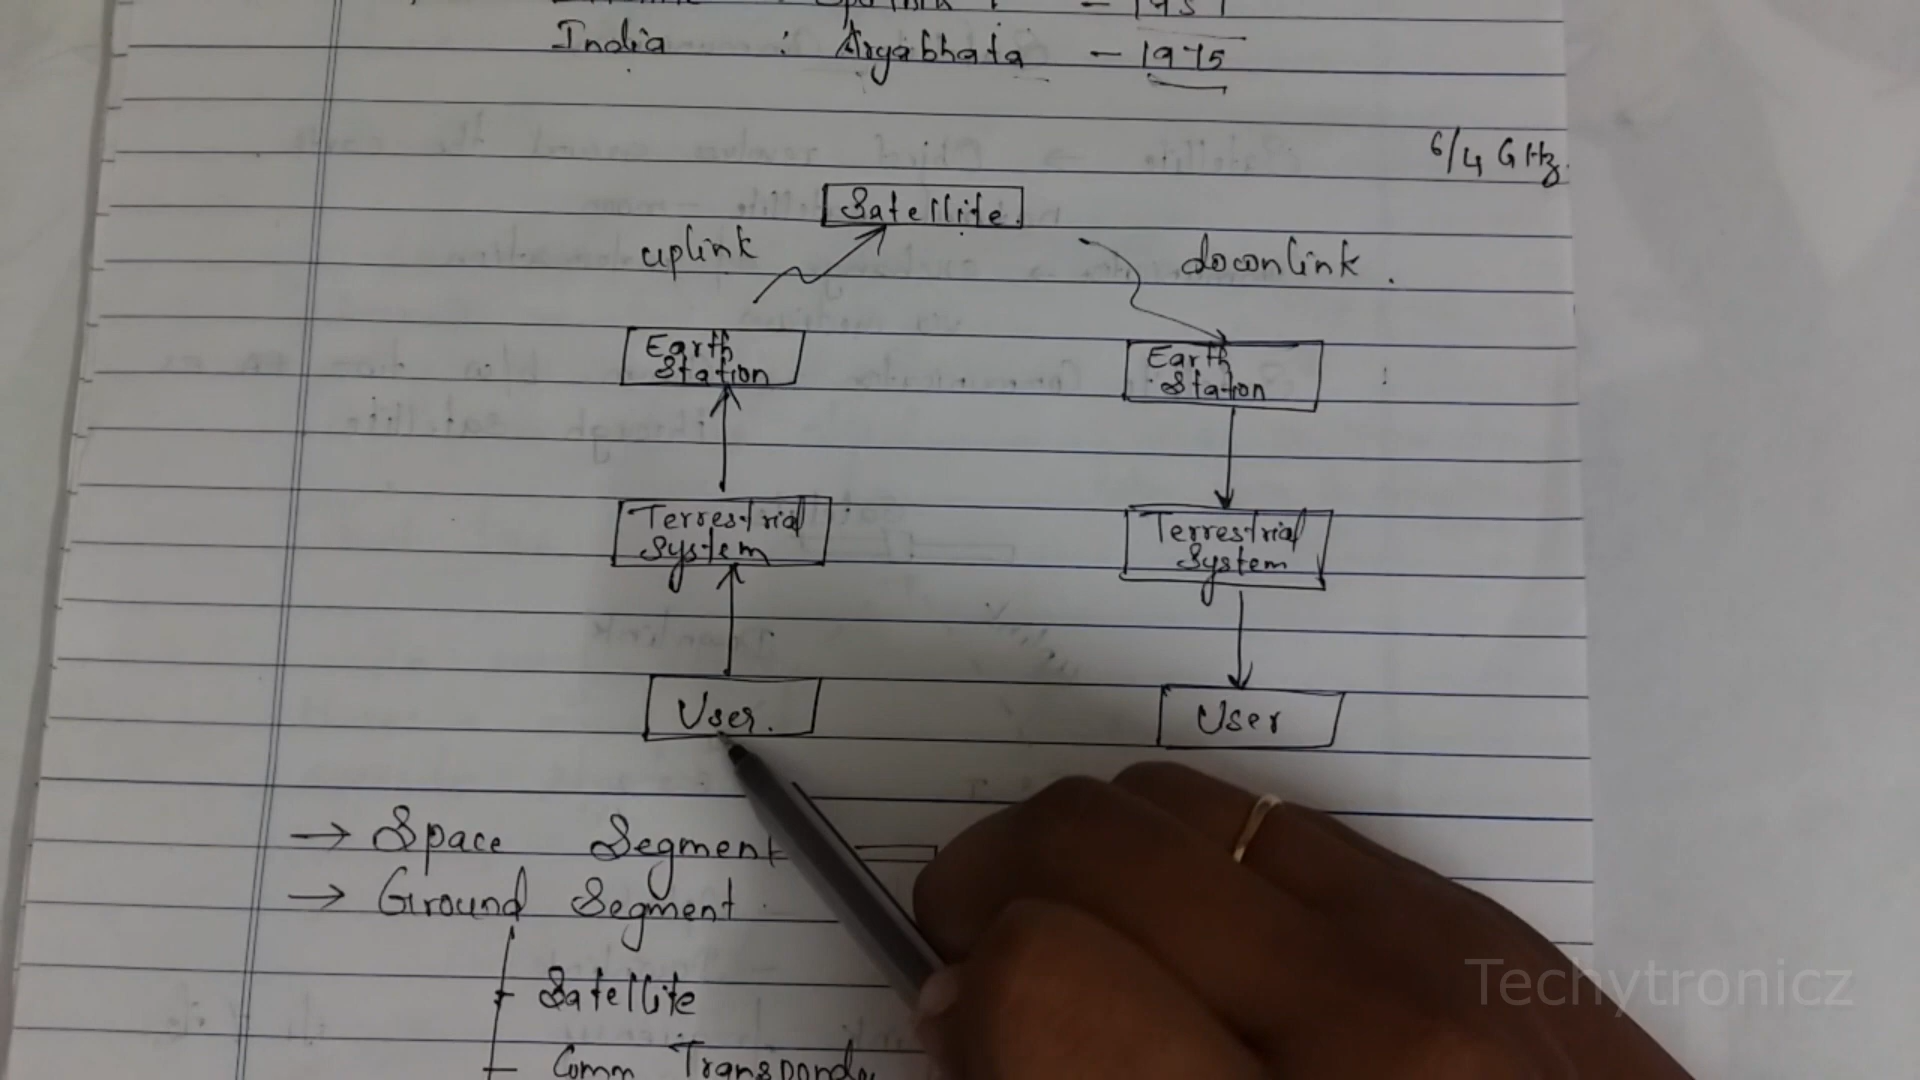 India : Aryabhata - 1975
6/4 GHz.
Satellite.
uplink
downlink.
Earth
Station
Earth
Station
Terrestrial
System
Terrestrial
System
User.
User
→ Space Segment
→ Ground Segment
Satellite
Comm
Techytronicz